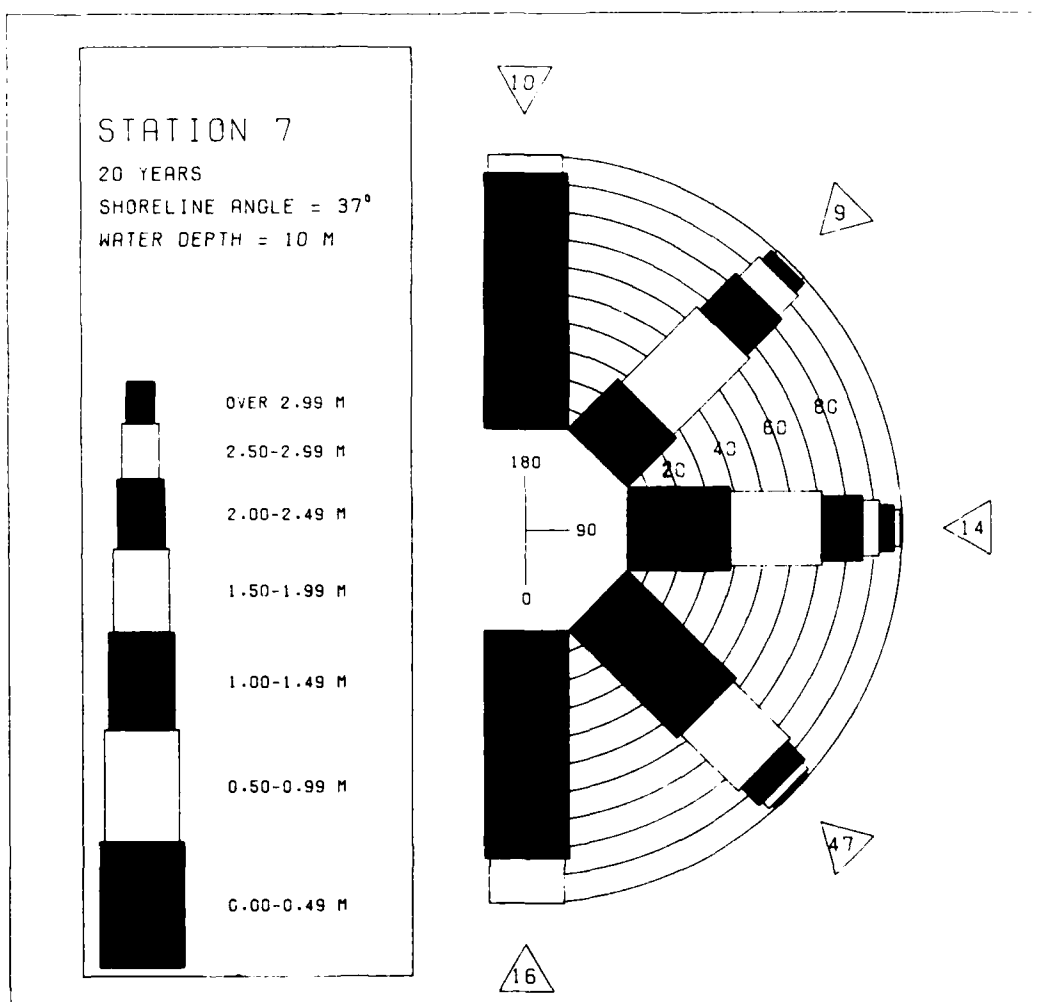 STATION 7
20 YEARS
SHORELINE ANGLE = 37°
WATER DEPTH = 10 M
OVER 2.99 M
2.50-2.99 M
2.00-2.49 M
1.50-1.99 M
1.00-1.49 M
0.50-0.99 M
0.00-0.49 M
10
9
80
60
40
20
180
90
0
14
47
16